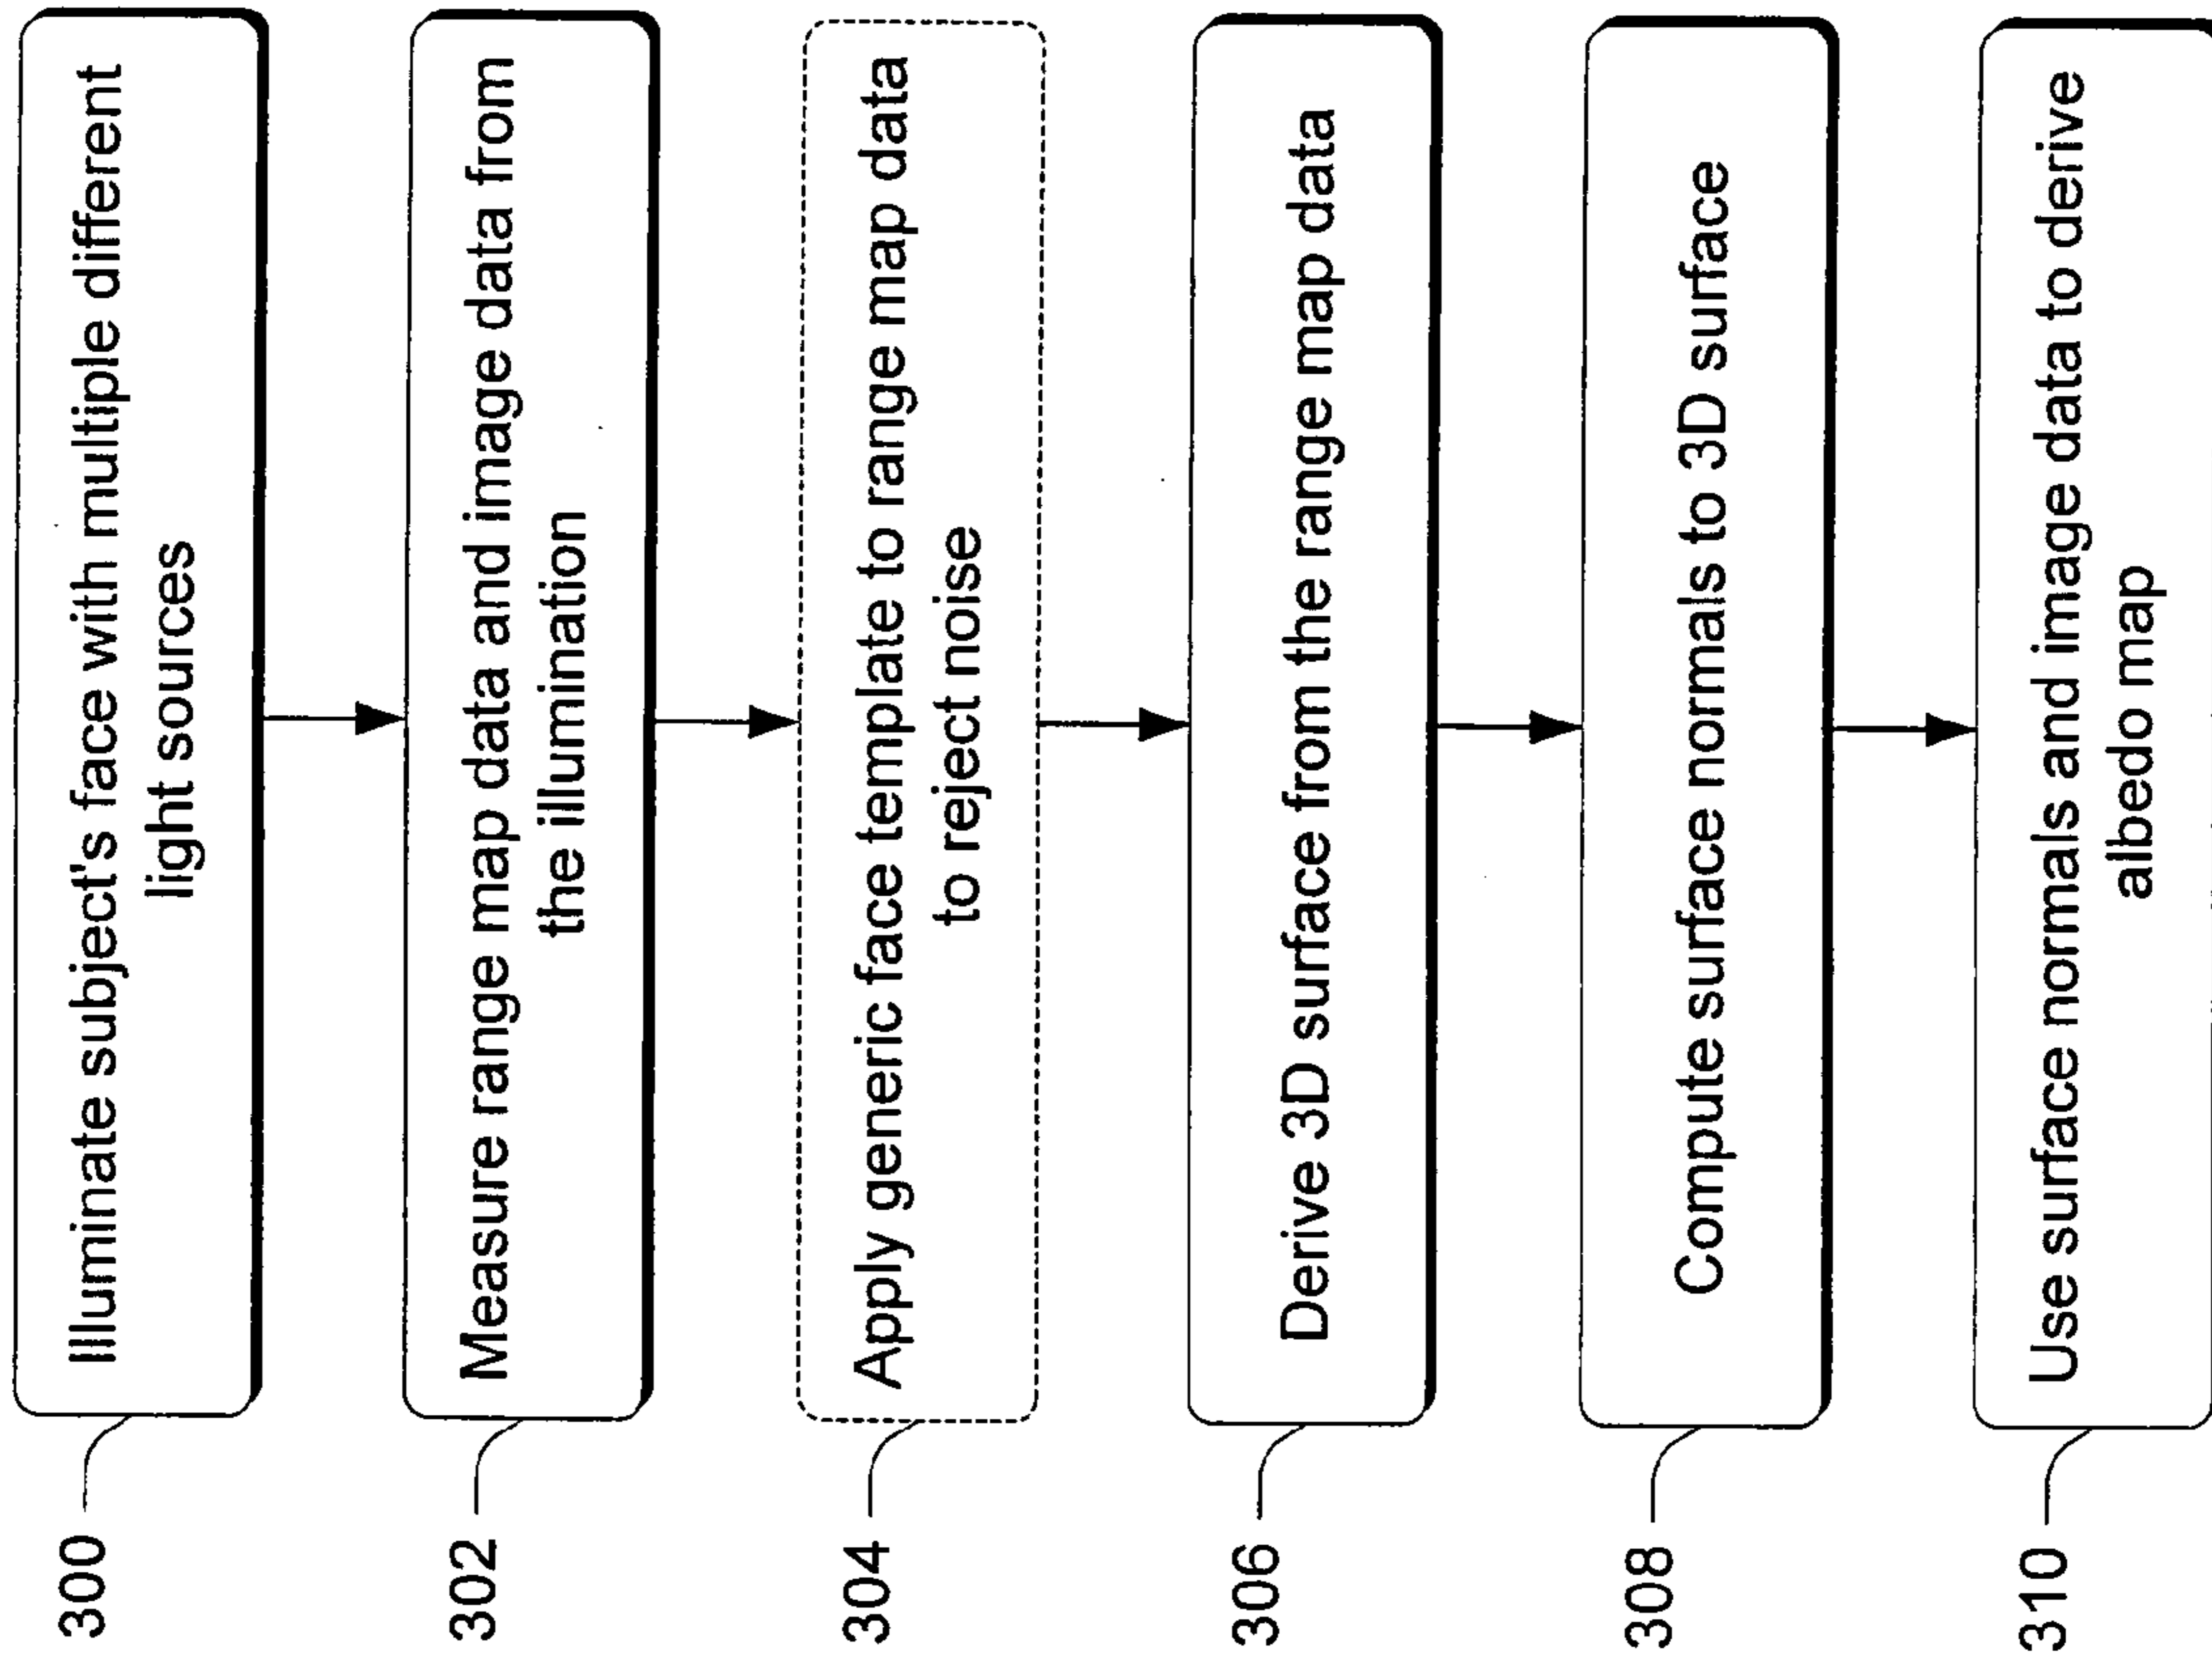 300
Illuminate subject's face with multiple different
light sources
302
Measure range map data and image data from
the illumination
304
Apply generic face template to range map data
to reject noise
306
Derive 3D surface from the range map data
308
Compute surface normals to 3D surface
310
Use surface normals and image data to derive
albedo map